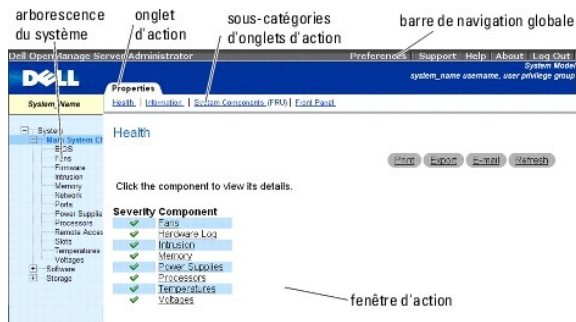 arborescence du système
onglet d'action
sous-catégories d'onglets d'action
barre de navigation globale
Dell OpenManage Server Administrator
Preferences Support Help About Log Out
System Model
system_name username, user privilege group
DELL
Properties
System_Name
Health | Information | System Components (FRU) | Front Panel
System
Main System Ch
BIOS
Fans
Firmware
Intrusion
Memory
Network
Ports
Power Supplie
Processors
Remote Acces
Slots
Temperatures
Voltages
Software
Storage
Health
Print Export E-mail Refresh
Click the component to view its details.
Severity Component
Fans
Hardware Log
Intrusion
Memory
Power Supplies
Processors
Temperatures
Voltages
fenêtre d'action